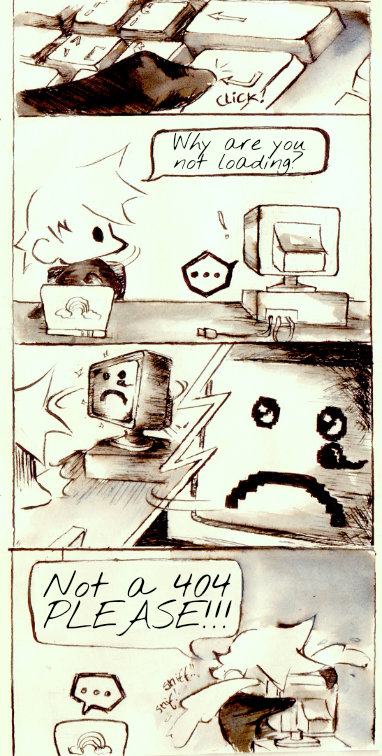 CLICK!
Why are you
not loading?
!
...
Not a 404
PLEASE!!!
...
sniff!!
sniff!